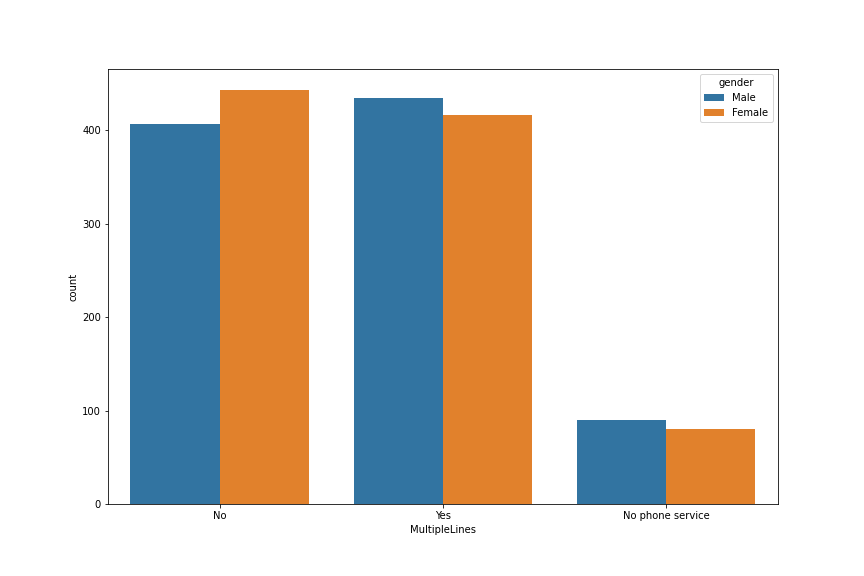 gender
Male
Female
400
300
200
100
0
count
No
Yes
No phone service
MultipleLines